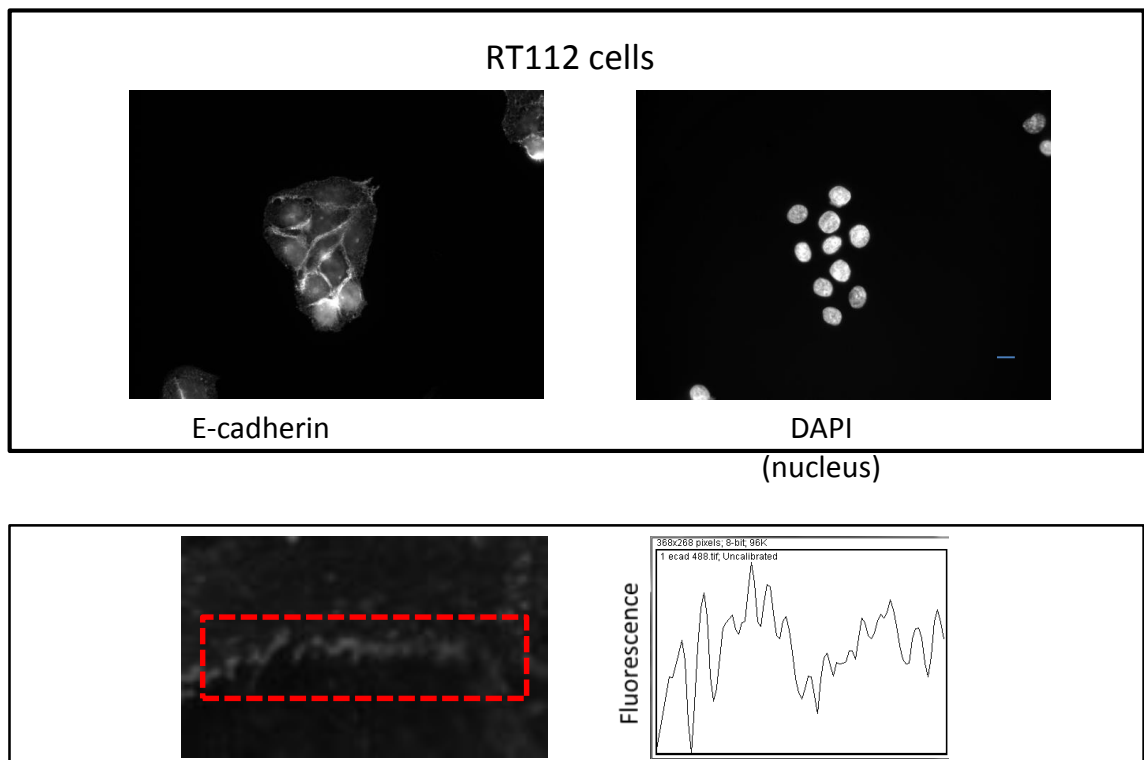 RT112 cells
E-cadherin
DAPI
(nucleus)
368x268 pixels; 8-bit; 96K
1 ecad 488.tif; Uncalibrated
Fluorescence